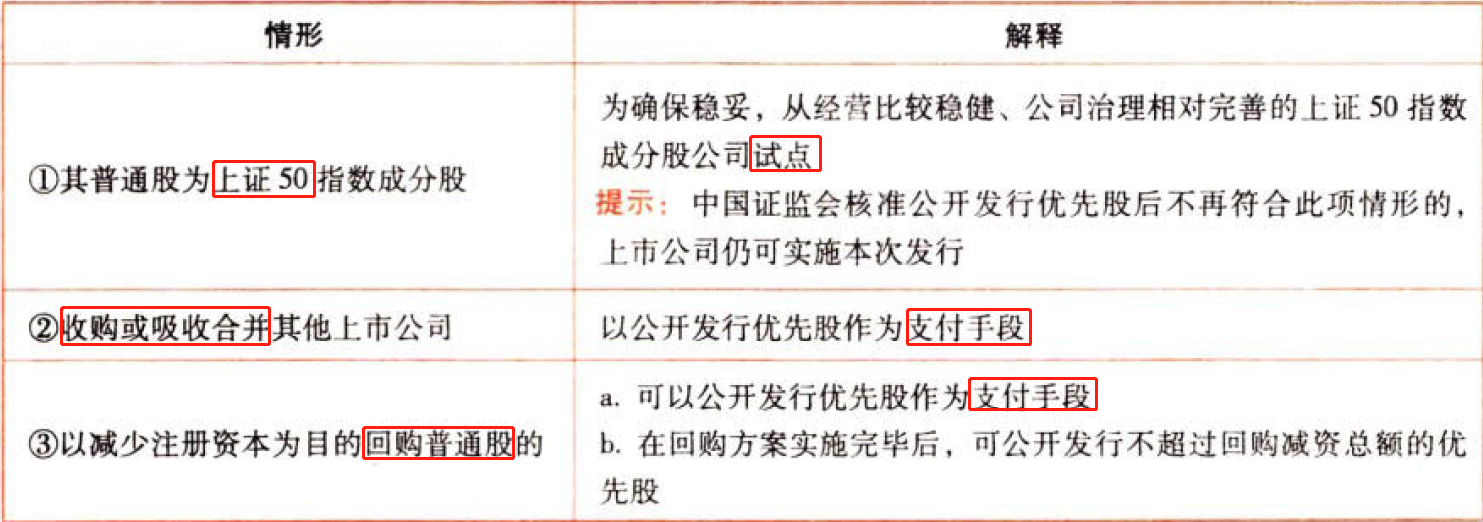 情形
解释
①其普通股为上证 50 指数成分股
为确保稳妥，从经营比较稳健、公司治理相对完善的上证 50 指数
成分股公司试点
提示：中国证监会核准公开发行优先股后不再符合此项情形的，
上市公司仍可实施本次发行
②收购或吸收合并其他上市公司
以公开发行优先股作为支付手段
③以减少注册资本为目的回购普通股的
a. 可以公开发行优先股作为支付手段
b. 在回购方案实施完毕后，可公开发行不超过回购减资总额的优
先股